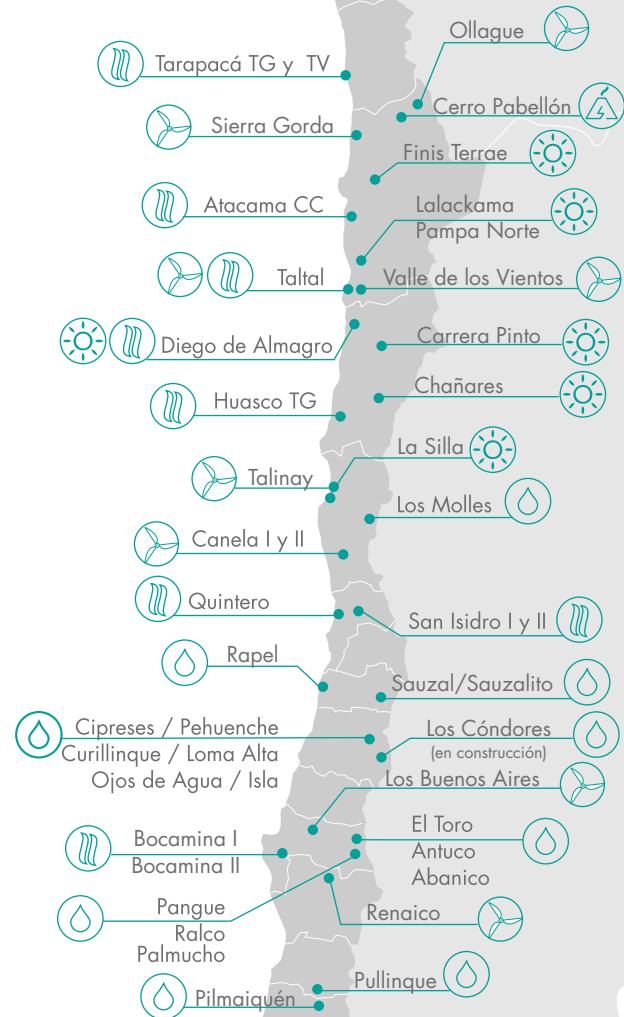 Ollague
Tarapacá TG y TV
Cerro Pabellón
Sierra Gorda
Finis Terrae
Atacama CC
Lalackama
Pampa Norte
Taltal
Valle de los Vientos
Diego de Almagro
Carrera Pinto
Chañares
Huasco TG
La Silla
Talinay
Los Molles
Canela I y II
Quintero
San Isidro I y II
Rapel
Sauzal/Sauzalito
Cipreses / Pehuenche
Curillinque / Loma Alta
Ojos de Agua / Isla
Los Cóndores
(en construcción)
Los Buenos Aires
El Toro
Antuco
Abanico
Bocamina I
Bocamina II
Pangue
Ralco
Palmucho
Renaico
Pullinque
Pilmaiquén